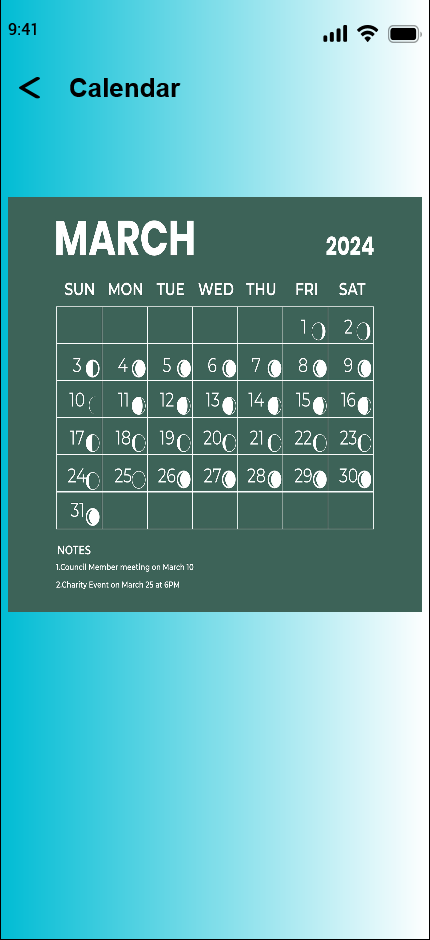 9:41
Calendar
MARCH 2024
SUN MON TUE WED THU FRI SAT
1 2
3 4 5 6 7 8 9
10 11 12 13 14 15 16
17 18 19 20 21 22 23
24 25 26 27 28 29 30
31
NOTES
1.Council Member meeting on March 10
2.Charity Event on March 25 at 6PM